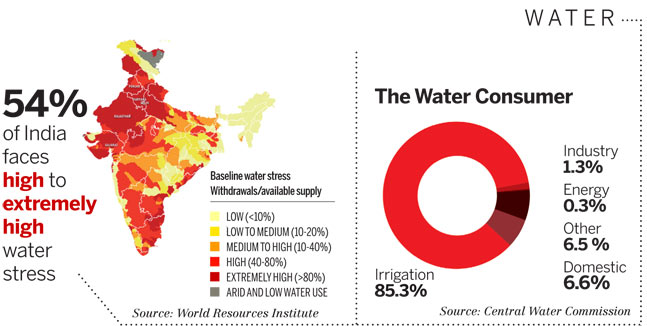 WATER
54%
of India
faces
high to
extremely
high
water
stress
RAJASTHAN
GUJARAT
Baseline water stress
Withdrawals/available supply
LOW (<10%)
LOW TO MEDIUM (10-20%)
MEDIUM TO HIGH (10-40%)
HIGH (40-80%)
EXTREMELY HIGH (>80%)
ARID AND LOW WATER USE
Source: World Resources Institute
The Water Consumer
Industry
1.3%
Energy
0.3%
Other
6.5 %
Domestic
6.6%
Irrigation
85.3%
Source: Central Water Commission